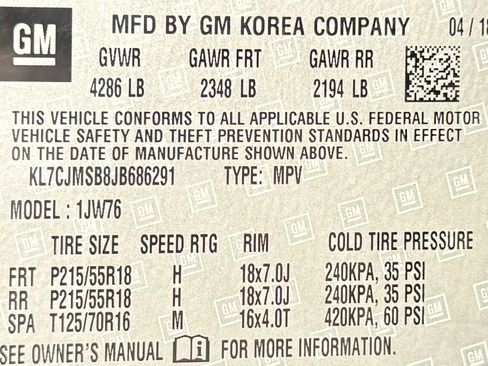 GM MFD BY GM KOREA COMPANY 04 / 18
GVWR GAWR FRT GAWR RR
4286 LB 2348 LB 2194 LB
THIS VEHICLE CONFORMS TO ALL APPLICABLE U.S. FEDERAL MOTOR
VEHICLE SAFETY AND THEFT PREVENTION STANDARDS IN EFFECT
ON THE DATE OF MANUFACTURE SHOWN ABOVE.
KL7CJMSB8JB686291 TYPE: MPV
MODEL : 1JW76
TIRE SIZE SPEED RTG RIM COLD TIRE PRESSURE
FRT P215/55R18 H 18x7.0J 240KPA, 35 PSI
RR P215/55R18 H 18x7.0J 240KPA, 35 PSI
SPA T125/70R16 M 16x4.0T 420KPA, 60 PSI
SEE OWNER'S MANUAL FOR MORE INFORMATION.